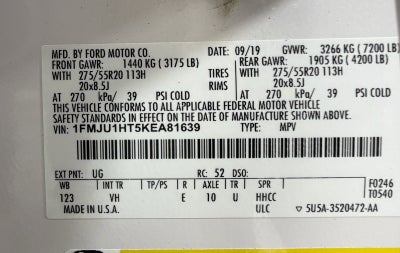 MFD. BY FORD MOTOR CO. DATE: 09/19 GVWR: 3266 KG (7200 LB)
FRONT GAWR: 1440 KG (3175 LB) REAR GAWR: 1905 KG (4200 LB)
WITH 275/55R20 113H TIRES WITH 275/55R20 113H
20x8.5J RIMS 20x8.5J
AT 270 kPa/ 39 PSI COLD AT 270 kPa/ 39 PSI COLD
THIS VEHICLE CONFORMS TO ALL APPLICABLE FEDERAL MOTOR VEHICLE
SAFETY STANDARDS IN EFFECT ON THE DATE OF MANUFACTURE SHOWN ABOVE.
VIN: 1FMJU1HT5KEA81639 TYPE: MPV
EXT PNT: UG RC: 52 DSO:
WB INT TR TP/PS R AXLE TR SPR F0246
123 VH E 10 U HHCC T0540
MADE IN U.S.A. ULC ▽ 5U5A-3520472-AA